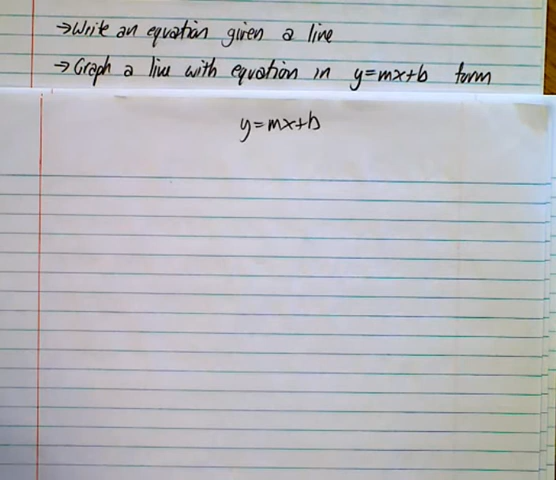 →Write an equation given a line
→Graph a line with equation in y=mx+b form
y=mx+b